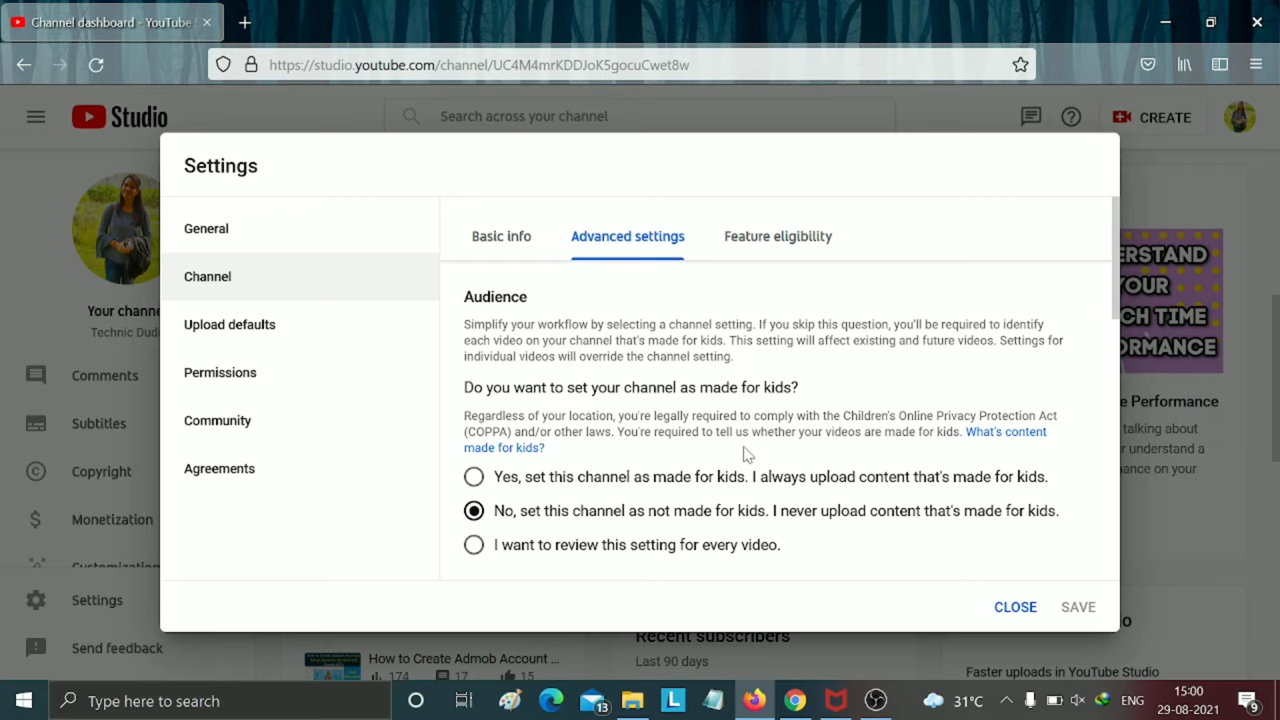 Channel dashboard - YouTube
https://studio.youtube.com/channel/UC4M4mrKDDJoK5gocuCwet8w
Studio
Search across your channel
CREATE
Settings
General
Channel
Upload defaults
Permissions
Community
Agreements
Basic info
Advanced settings
Feature eligibility
Audience
Simplify your workflow by selecting a channel setting. If you skip this question, you'll be required to identify
each video on your channel that's made for kids. This setting will affect existing and future videos. Settings for
individual videos will override the channel setting.
Do you want to set your channel as made for kids?
Regardless of your location, you're legally required to comply with the Children's Online Privacy Protection Act
(COPPA) and/or other laws. You're required to tell us whether your videos are made for kids. What's content
made for kids?
Yes, set this channel as made for kids. I always upload content that's made for kids.
No, set this channel as not made for kids. I never upload content that's made for kids.
I want to review this setting for every video.
CLOSE
SAVE
Your channe
Technic Dud
Comments
Subtitles
Copyright
Monetization
Customization
Settings
Send feedback
ERSTAND
YOUR
CH TIME
ORMANCE
e Performance
talking about
r understand a
nance on your
How to Create Admob Account ...
174
17
15
Recent subscribers
Last 90 days
o
Faster uploads in YouTube Studio
Type here to search
13
L
31°C
ENG
15:00
29-08-2021
9